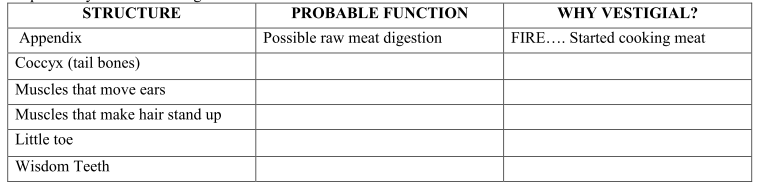 STRUCTURE PROBABLE FUNCTION WHY VESTIGIAL?
Appendix Possible raw meat digestion FIRE…. Started cooking meat
Coccyx (tail bones)
Muscles that move ears
Muscles that make hair stand up
Little toe
Wisdom Teeth